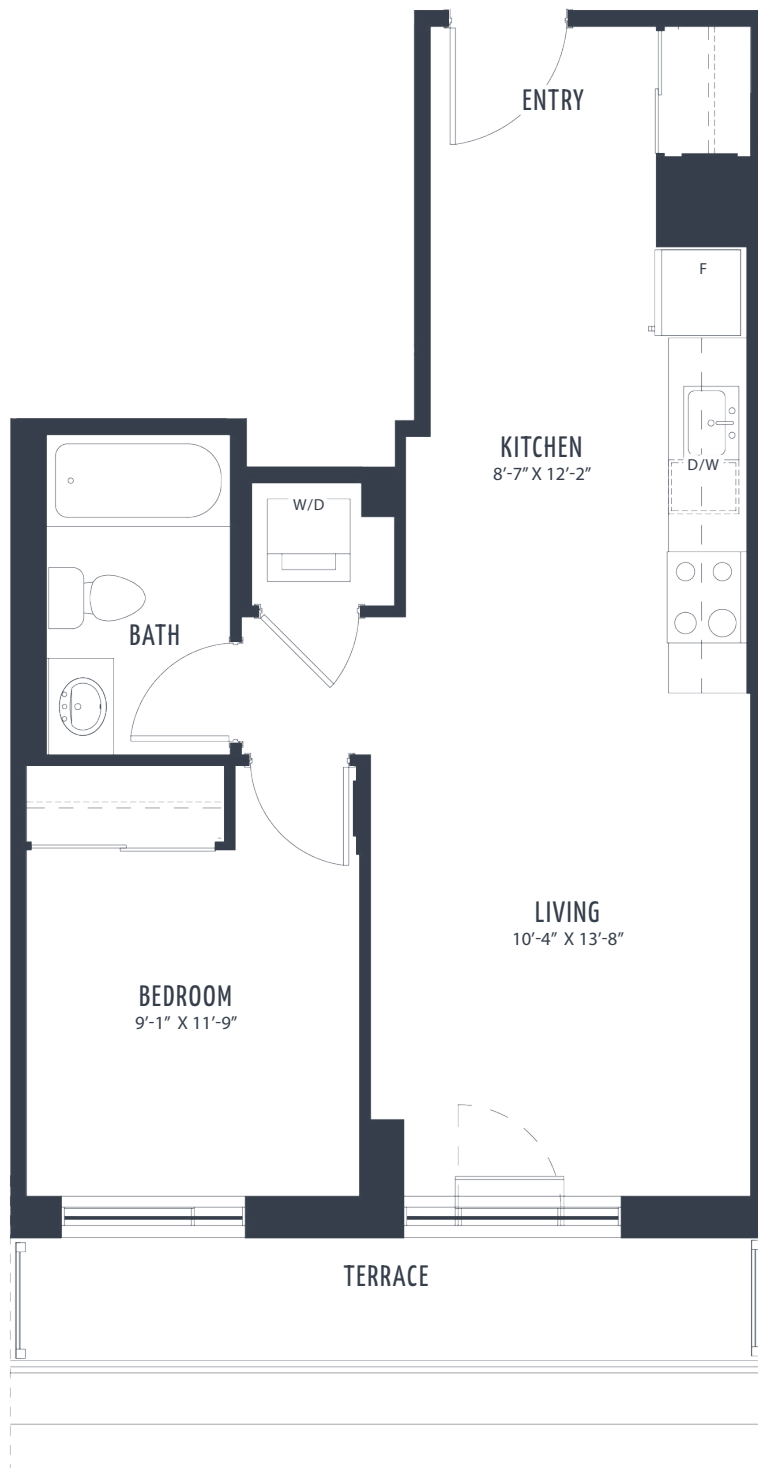 ENTRY
F
KITCHEN
8’-7” X 12’-2”
D/W
W/D
BATH
LIVING
10’-4” X 13’-8”
BEDROOM
9’-1” X 11’-9”
TERRACE